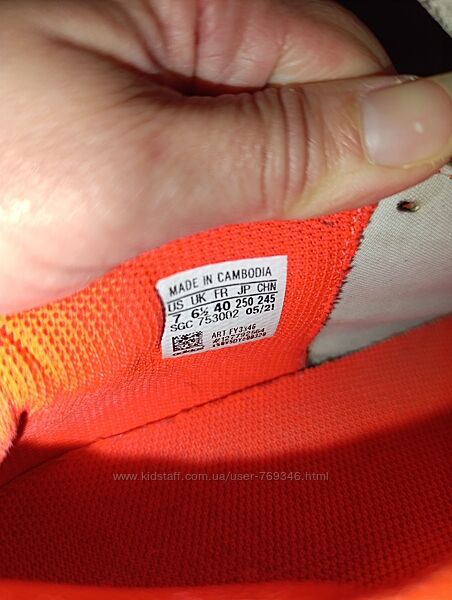 MADE IN CAMBODIA
US UK FR JP CHN
7 6½ 40 250 245
SGC 753002 05/21
ART FY3346
www.kidstaff.com.ua/user-769346.html